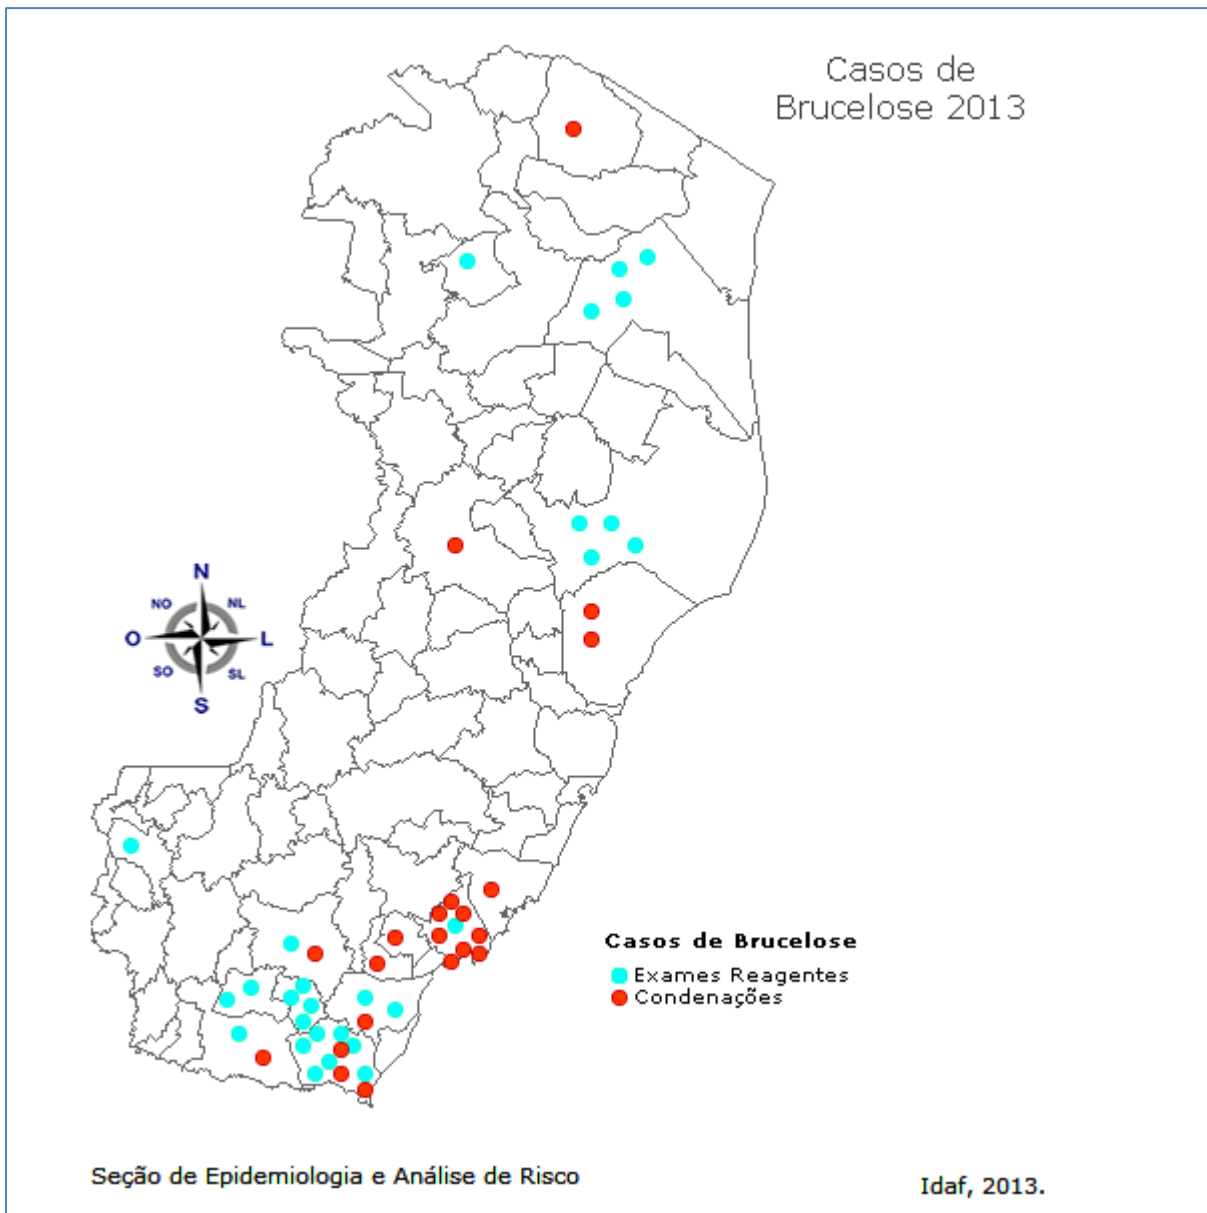 Casos de
Brucelose 2013
N
NO
NL
O
L
SO
SL
S
Casos de Brucelose
Exames Reagentes
Condenações
Seção de Epidemiologia e Análise de Risco
Idaf, 2013.